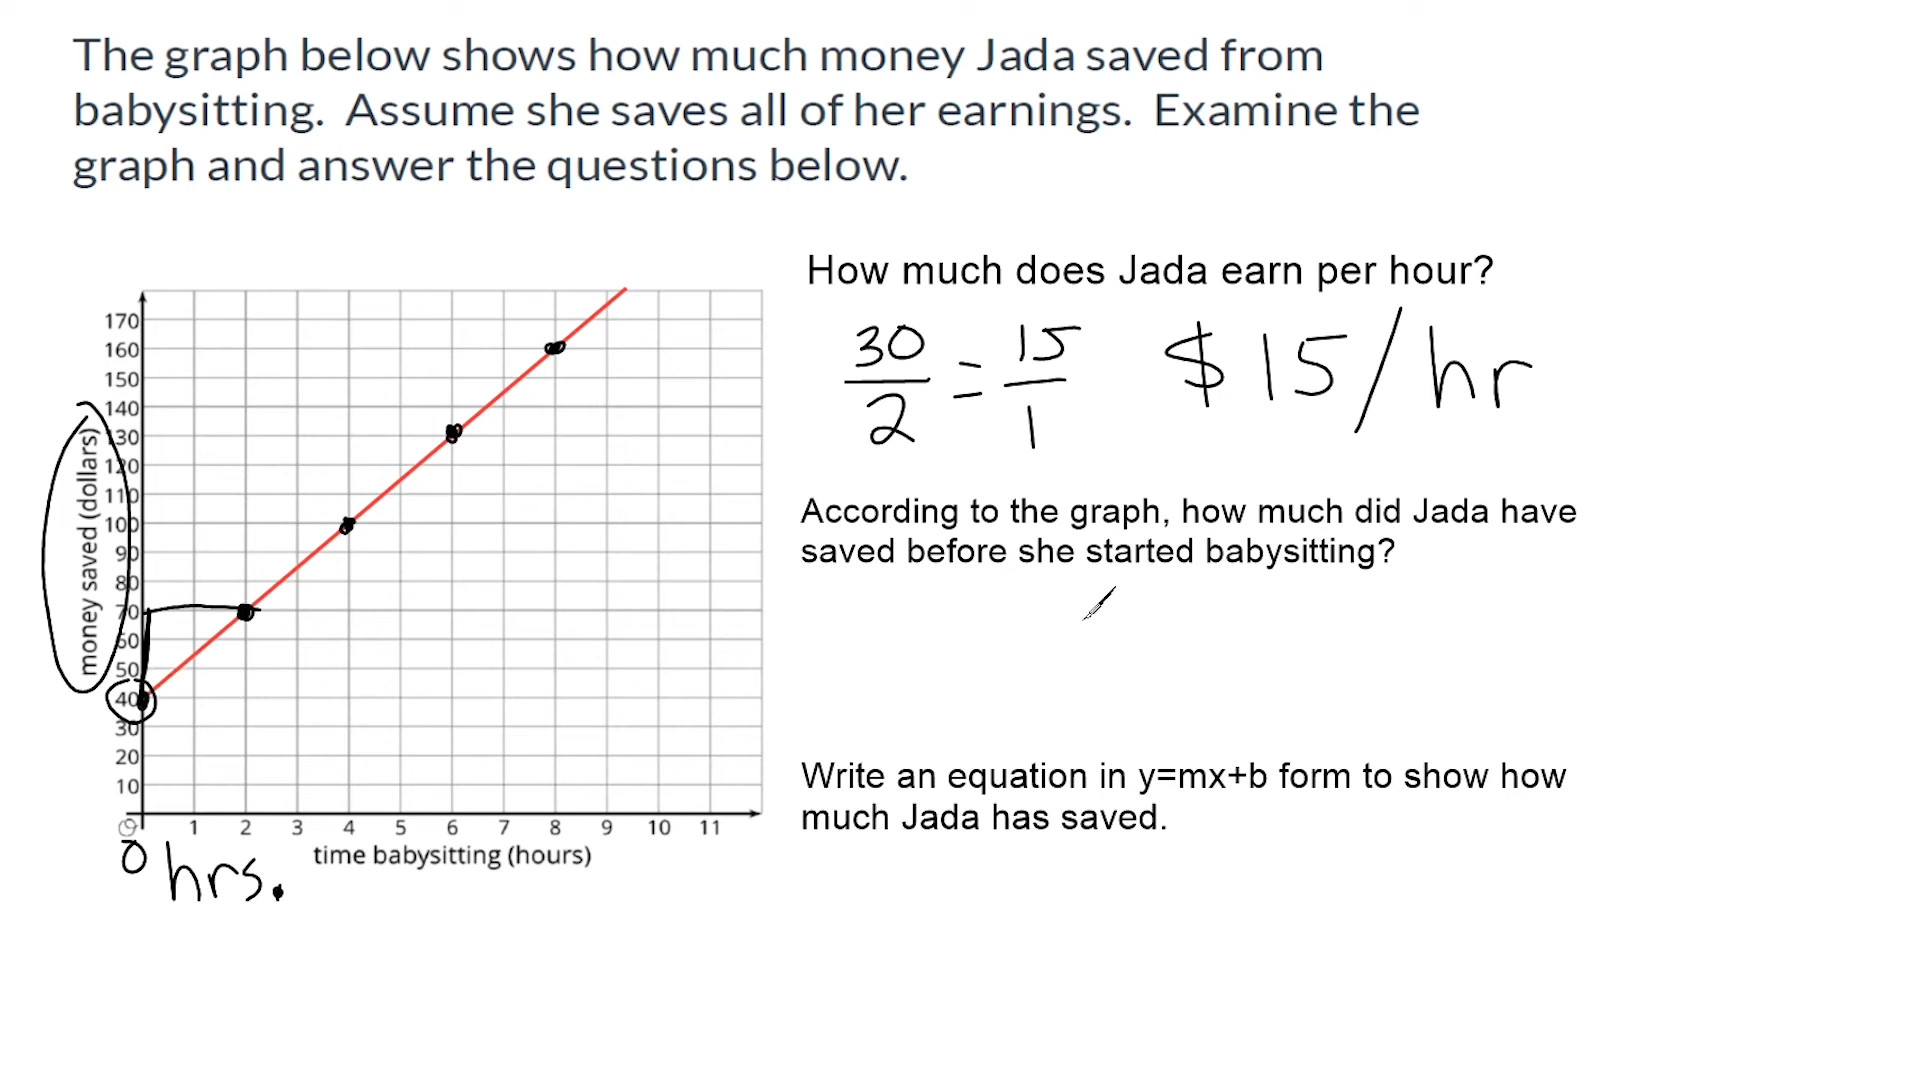 The graph below shows how much money Jada saved from
babysitting. Assume she saves all of her earnings. Examine the
graph and answer the questions below.
170
160
150
140
130
120
110
100
90
80
70
60
50
40
30
20
10
money saved (dollars)
0 1 2 3 4 5 6 7 8 9 10 11
time babysitting (hours)
0 hrs.
How much does Jada earn per hour?
30/2 = 15/1 $15/hr
According to the graph, how much did Jada have
saved before she started babysitting?
Write an equation in y=mx+b form to show how
much Jada has saved.